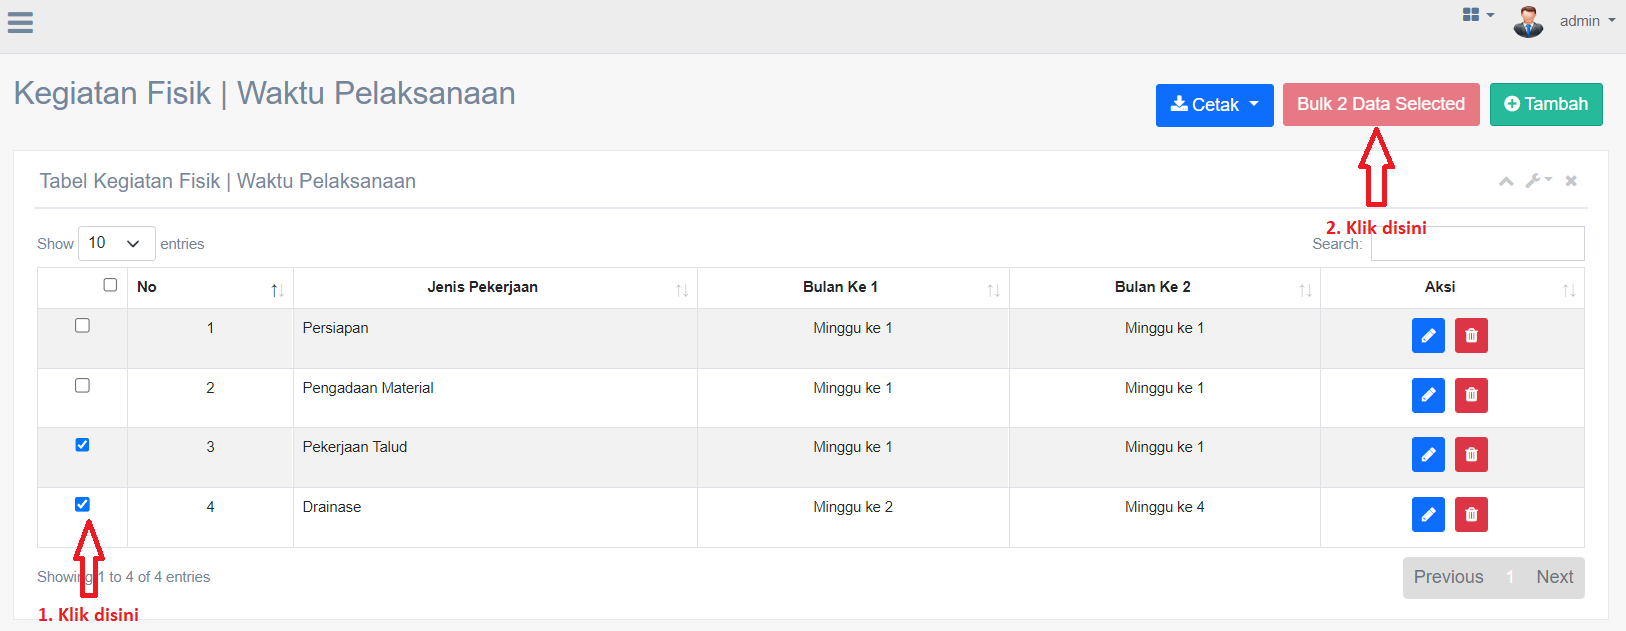 admin
Kegiatan Fisik | Waktu Pelaksanaan
Cetak
Bulk 2 Data Selected
Tambah
Tabel Kegiatan Fisik | Waktu Pelaksanaan
2. Klik disini
Show 10 entries
Search:
No Jenis Pekerjaan Bulan Ke 1 Bulan Ke 2 Aksi
1 Persiapan Minggu ke 1 Minggu ke 1
2 Pengadaan Material Minggu ke 1 Minggu ke 1
3 Pekerjaan Talud Minggu ke 1 Minggu ke 1
4 Drainase Minggu ke 2 Minggu ke 4
Showing 1 to 4 of 4 entries
Previous 1 Next
1. Klik disini